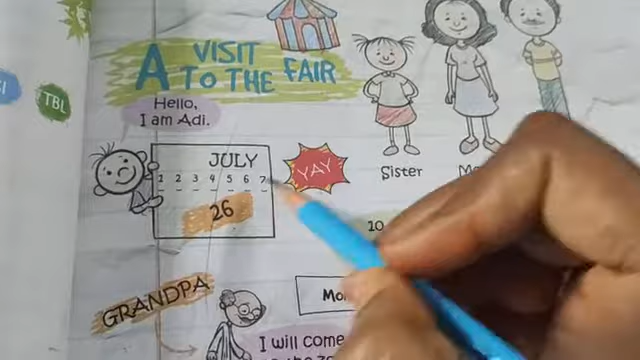 A VISIT
TO THE FAIR
TBL
Hello,
I am Adi.
JULY
1 2 3 4 5 6 7
26
YAY
Sister
10
GRANDPA
I will come